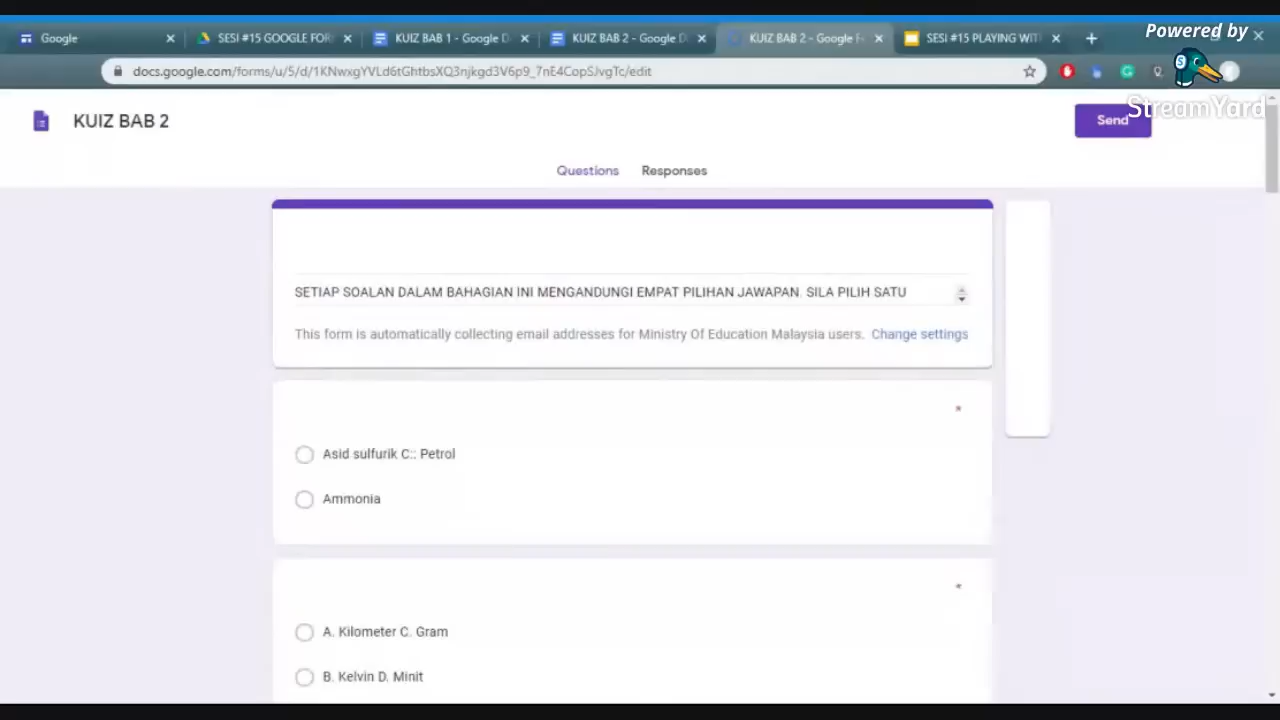 Google
SESI #15 GOOGLE FOR
KUIZ BAB 1 - Google D
KUIZ BAB 2 - Google D
KUIZ BAB 2 - Google F
SESI #15 PLAYING WIT
Powered by
docs.google.com/forms/u/5/d/1KNwxgYVLd6tGhtbsXQ3njkgd3V6p9_7nE4CopSJvgTc/edit
StreamYard
KUIZ BAB 2
Send
Questions
Responses
SETIAP SOALAN DALAM BAHAGIAN INI MENGANDUNGI EMPAT PILIHAN JAWAPAN. SILA PILIH SATU
This form is automatically collecting email addresses for Ministry Of Education Malaysia users. Change settings
*
Asid sulfurik C.: Petrol
Ammonia
*
A. Kilometer C. Gram
B. Kelvin D. Minit